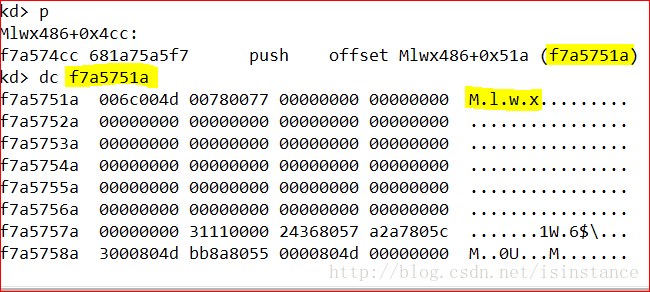 kd> p
Mlwx486+0x4cc:
f7a574cc 681a75a5f7      push    offset Mlwx486+0x51a (f7a5751a)
kd> dc f7a5751a
f7a5751a  006c004d 00780077 00000000 00000000  M.l.w.x.........
f7a5752a  00000000 00000000 00000000 00000000  ................
f7a5753a  00000000 00000000 00000000 00000000  ................
f7a5754a  00000000 00000000 00000000 00000000  ................
f7a5755a  00000000 00000000 00000000 00000000  ................
f7a5756a  00000000 00000000 00000000 00000000  ................
f7a5757a  00000000 31110000 24368057 a2a7805c  .......1W.6$\...
f7a5758a  3000804d bb8a8055 0000804d 00000000  M..0U...M.......
http://blog.csdn.net/isinstance